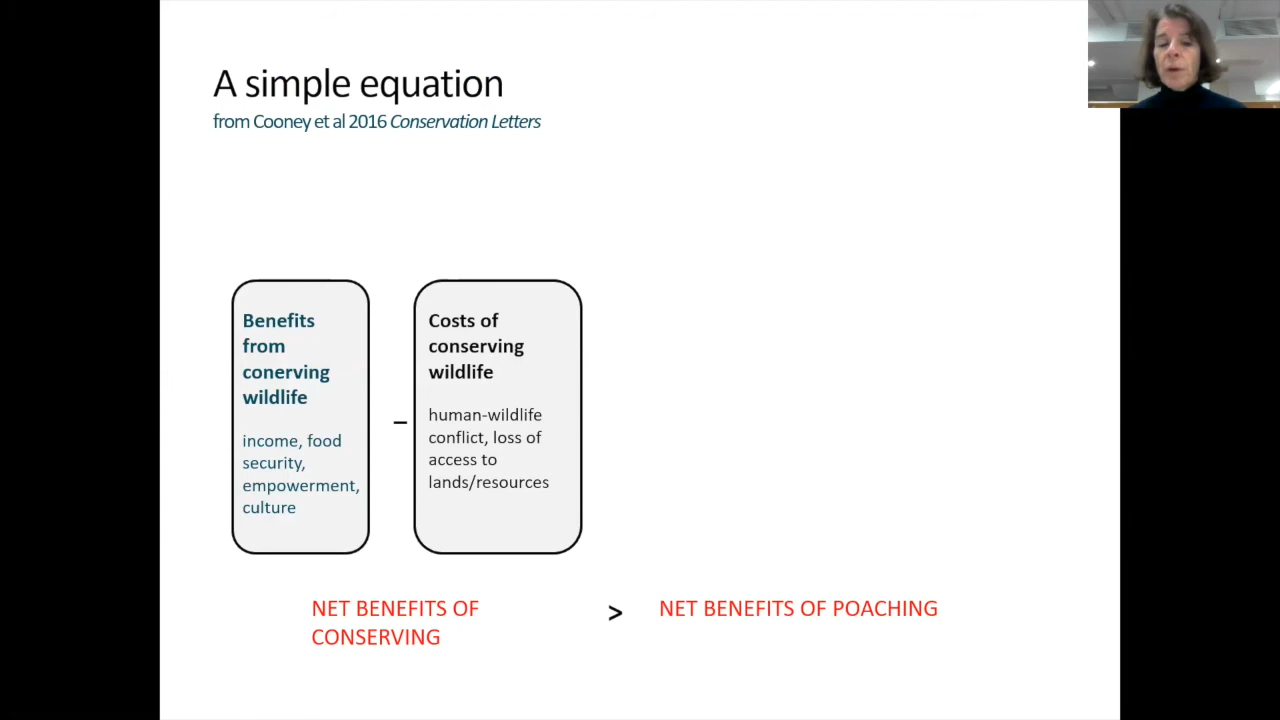 A simple equation
from Cooney et al 2016 Conservation Letters
Benefits
from
conerving
wildlife
income, food
security,
empowerment,
culture
–
Costs of
conserving
wildlife
human-wildlife
conflict, loss of
access to
lands/resources
NET BENEFITS OF
CONSERVING
>
NET BENEFITS OF POACHING